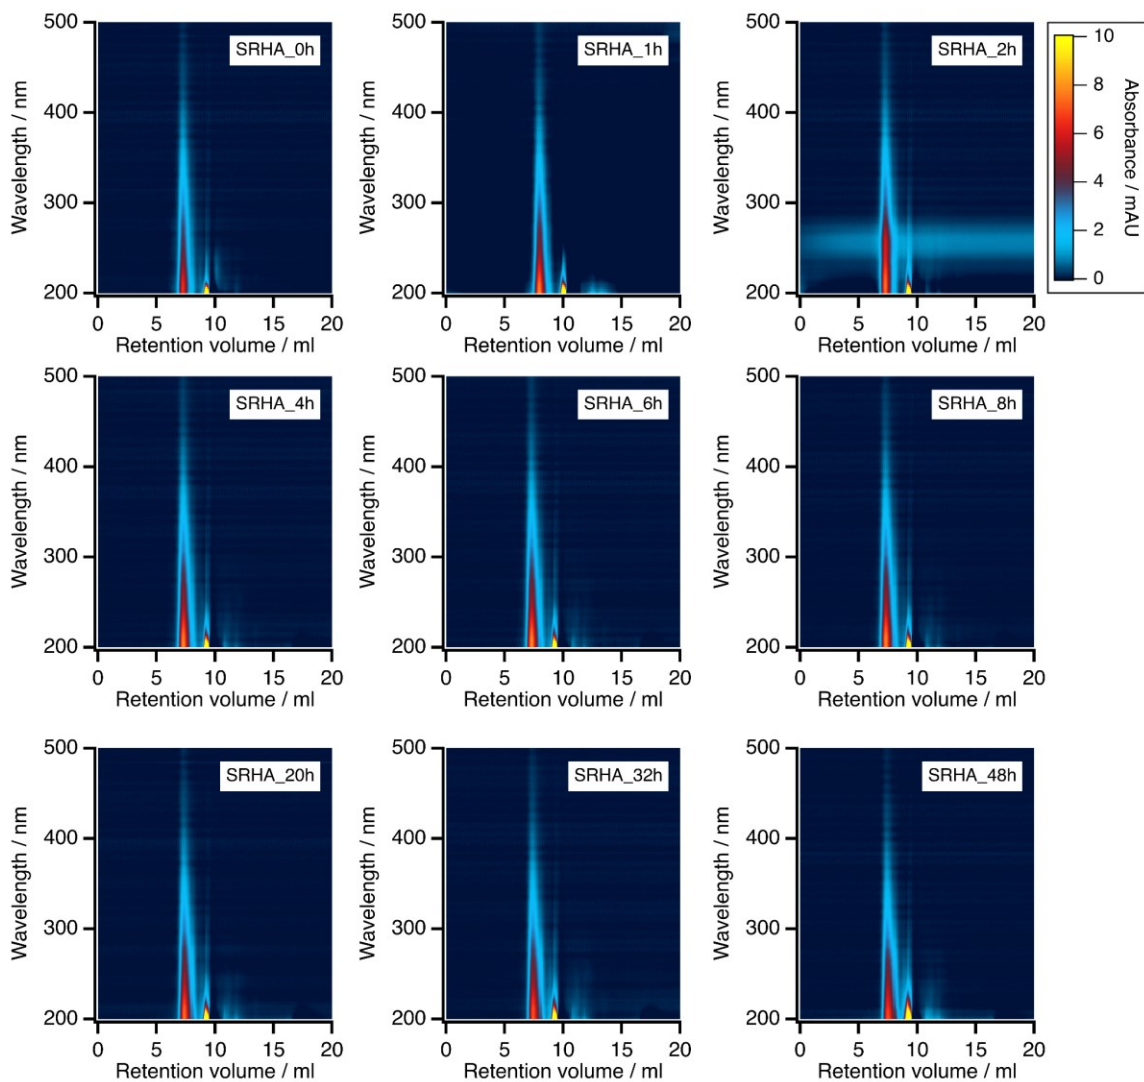 500
400
300
200
Wavelength / nm
SRHA_0h
0 5 10 15 20
Retention volume / ml
500
400
300
200
Wavelength / nm
SRHA_1h
0 5 10 15 20
Retention volume / ml
500
400
300
200
Wavelength / nm
SRHA_2h
0 5 10 15 20
Retention volume / ml
10
8
6
4
2
0
Absorbance / mAU
500
400
300
200
Wavelength / nm
SRHA_4h
0 5 10 15 20
Retention volume / ml
500
400
300
200
Wavelength / nm
SRHA_6h
0 5 10 15 20
Retention volume / ml
500
400
300
200
Wavelength / nm
SRHA_8h
0 5 10 15 20
Retention volume / ml
500
400
300
200
Wavelength / nm
SRHA_20h
0 5 10 15 20
Retention volume / ml
500
400
300
200
Wavelength / nm
SRHA_32h
0 5 10 15 20
Retention volume / ml
500
400
300
200
Wavelength / nm
SRHA_48h
0 5 10 15 20
Retention volume / ml